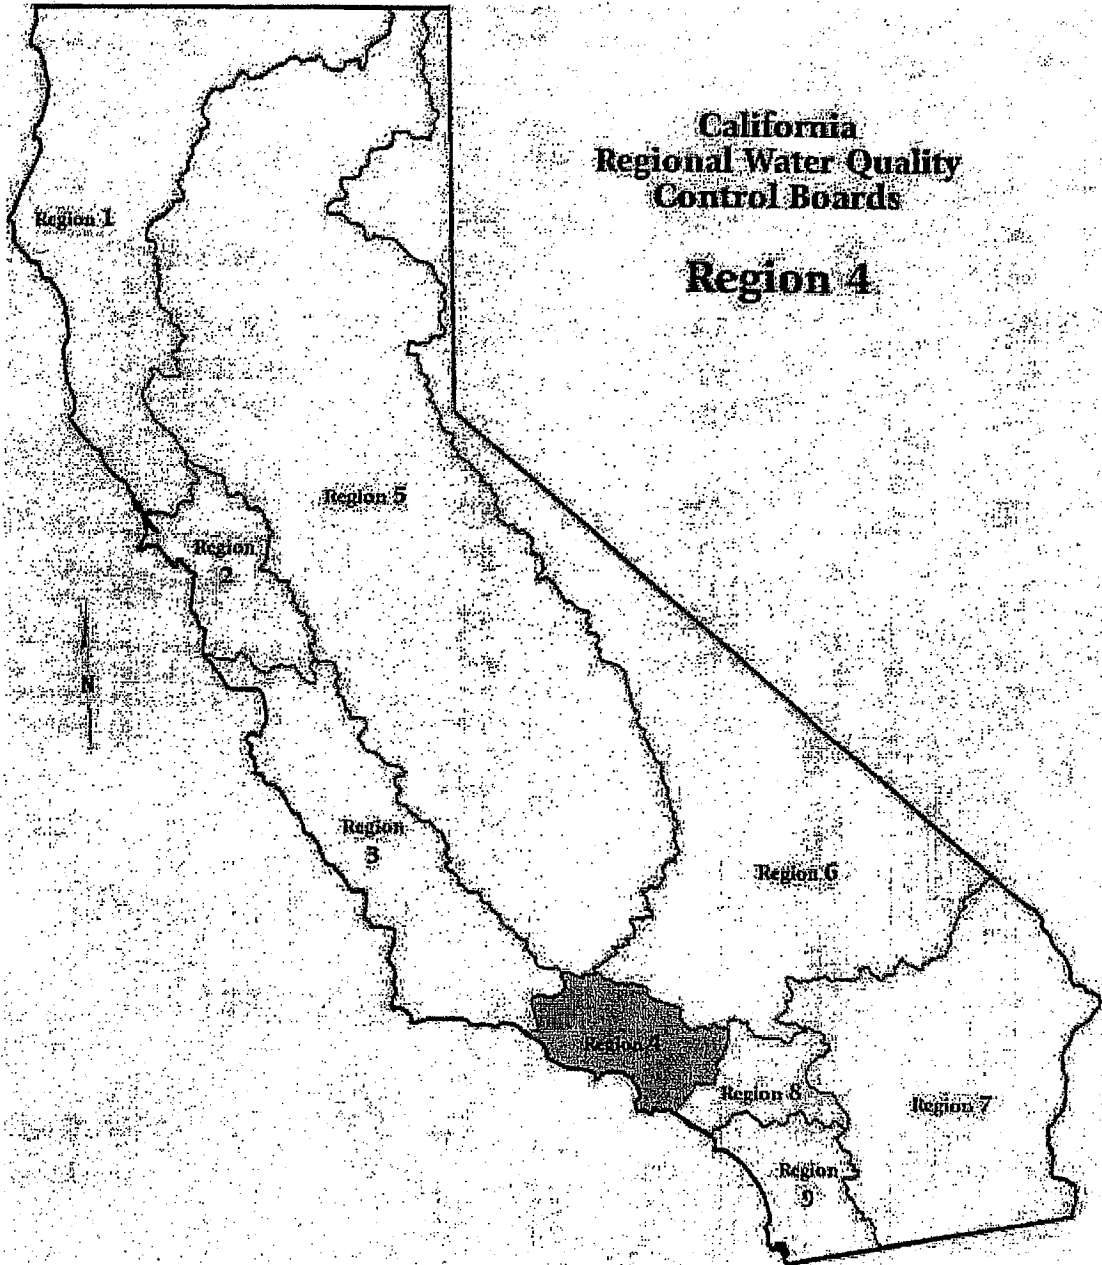 California
Regional Water Quality
Control Boards
Region 4
Region 1
Region 5
Region
2
N
Region
3
Region 6
Region 4
Region 8
Region 7
Region
9